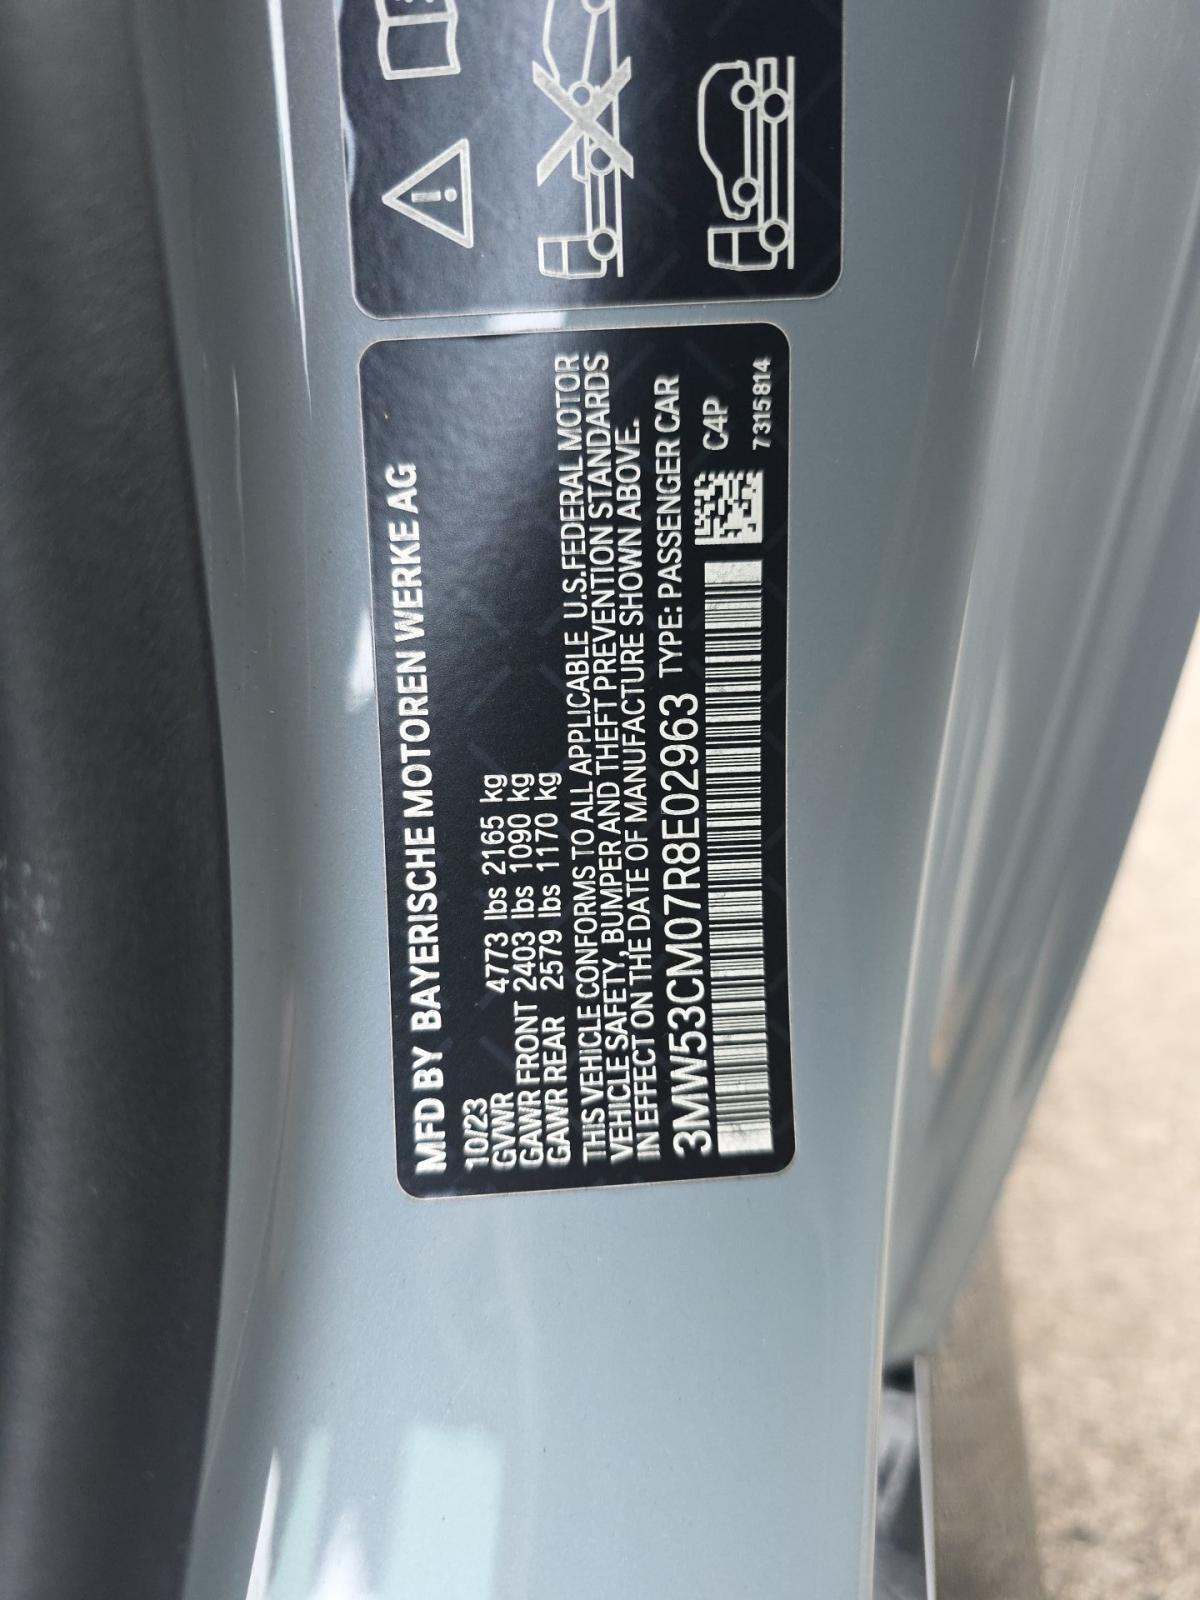 MFD BY BAYERISCHE MOTOREN WERKE AG
10/23
GVWR 4773 lbs 2165 kg
GAWR FRONT 2403 lbs 1090 kg
GAWR REAR 2579 lbs 1170 kg
THIS VEHICLE CONFORMS TO ALL APPLICABLE U.S.FEDERAL MOTOR
VEHICLE SAFETY, BUMPER AND THEFT PREVENTION STANDARDS
IN EFFECT ON THE DATE OF MANUFACTURE SHOWN ABOVE.
3MW53CM07R8E02963 TYPE: PASSENGER CAR
C4P
7315814